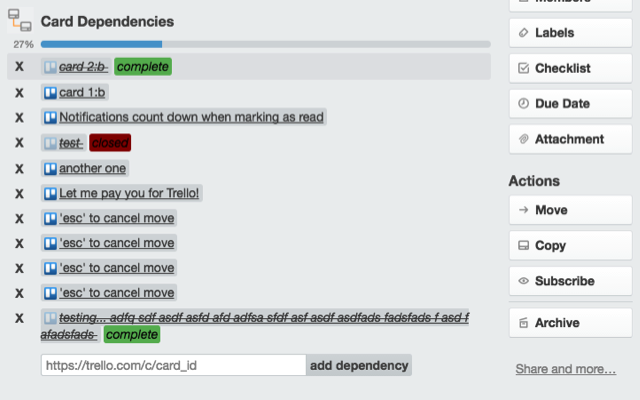 Card Dependencies
27%
X card 2:b complete
X card 1:b
X Notifications count down when marking as read
X test closed
X another one
X Let me pay you for Trello!
X 'esc' to cancel move
X 'esc' to cancel move
X 'esc' to cancel move
X 'esc' to cancel move
X testing... adfg sdf asdf asfd afd adfsa sfdf asf asdf asdfads fadsfads f asd f
afadsfads complete
https://trello.com/c/card_id add dependency
Labels
Checklist
Due Date
Attachment
Actions
Move
Copy
Subscribe
Archive
Share and more…